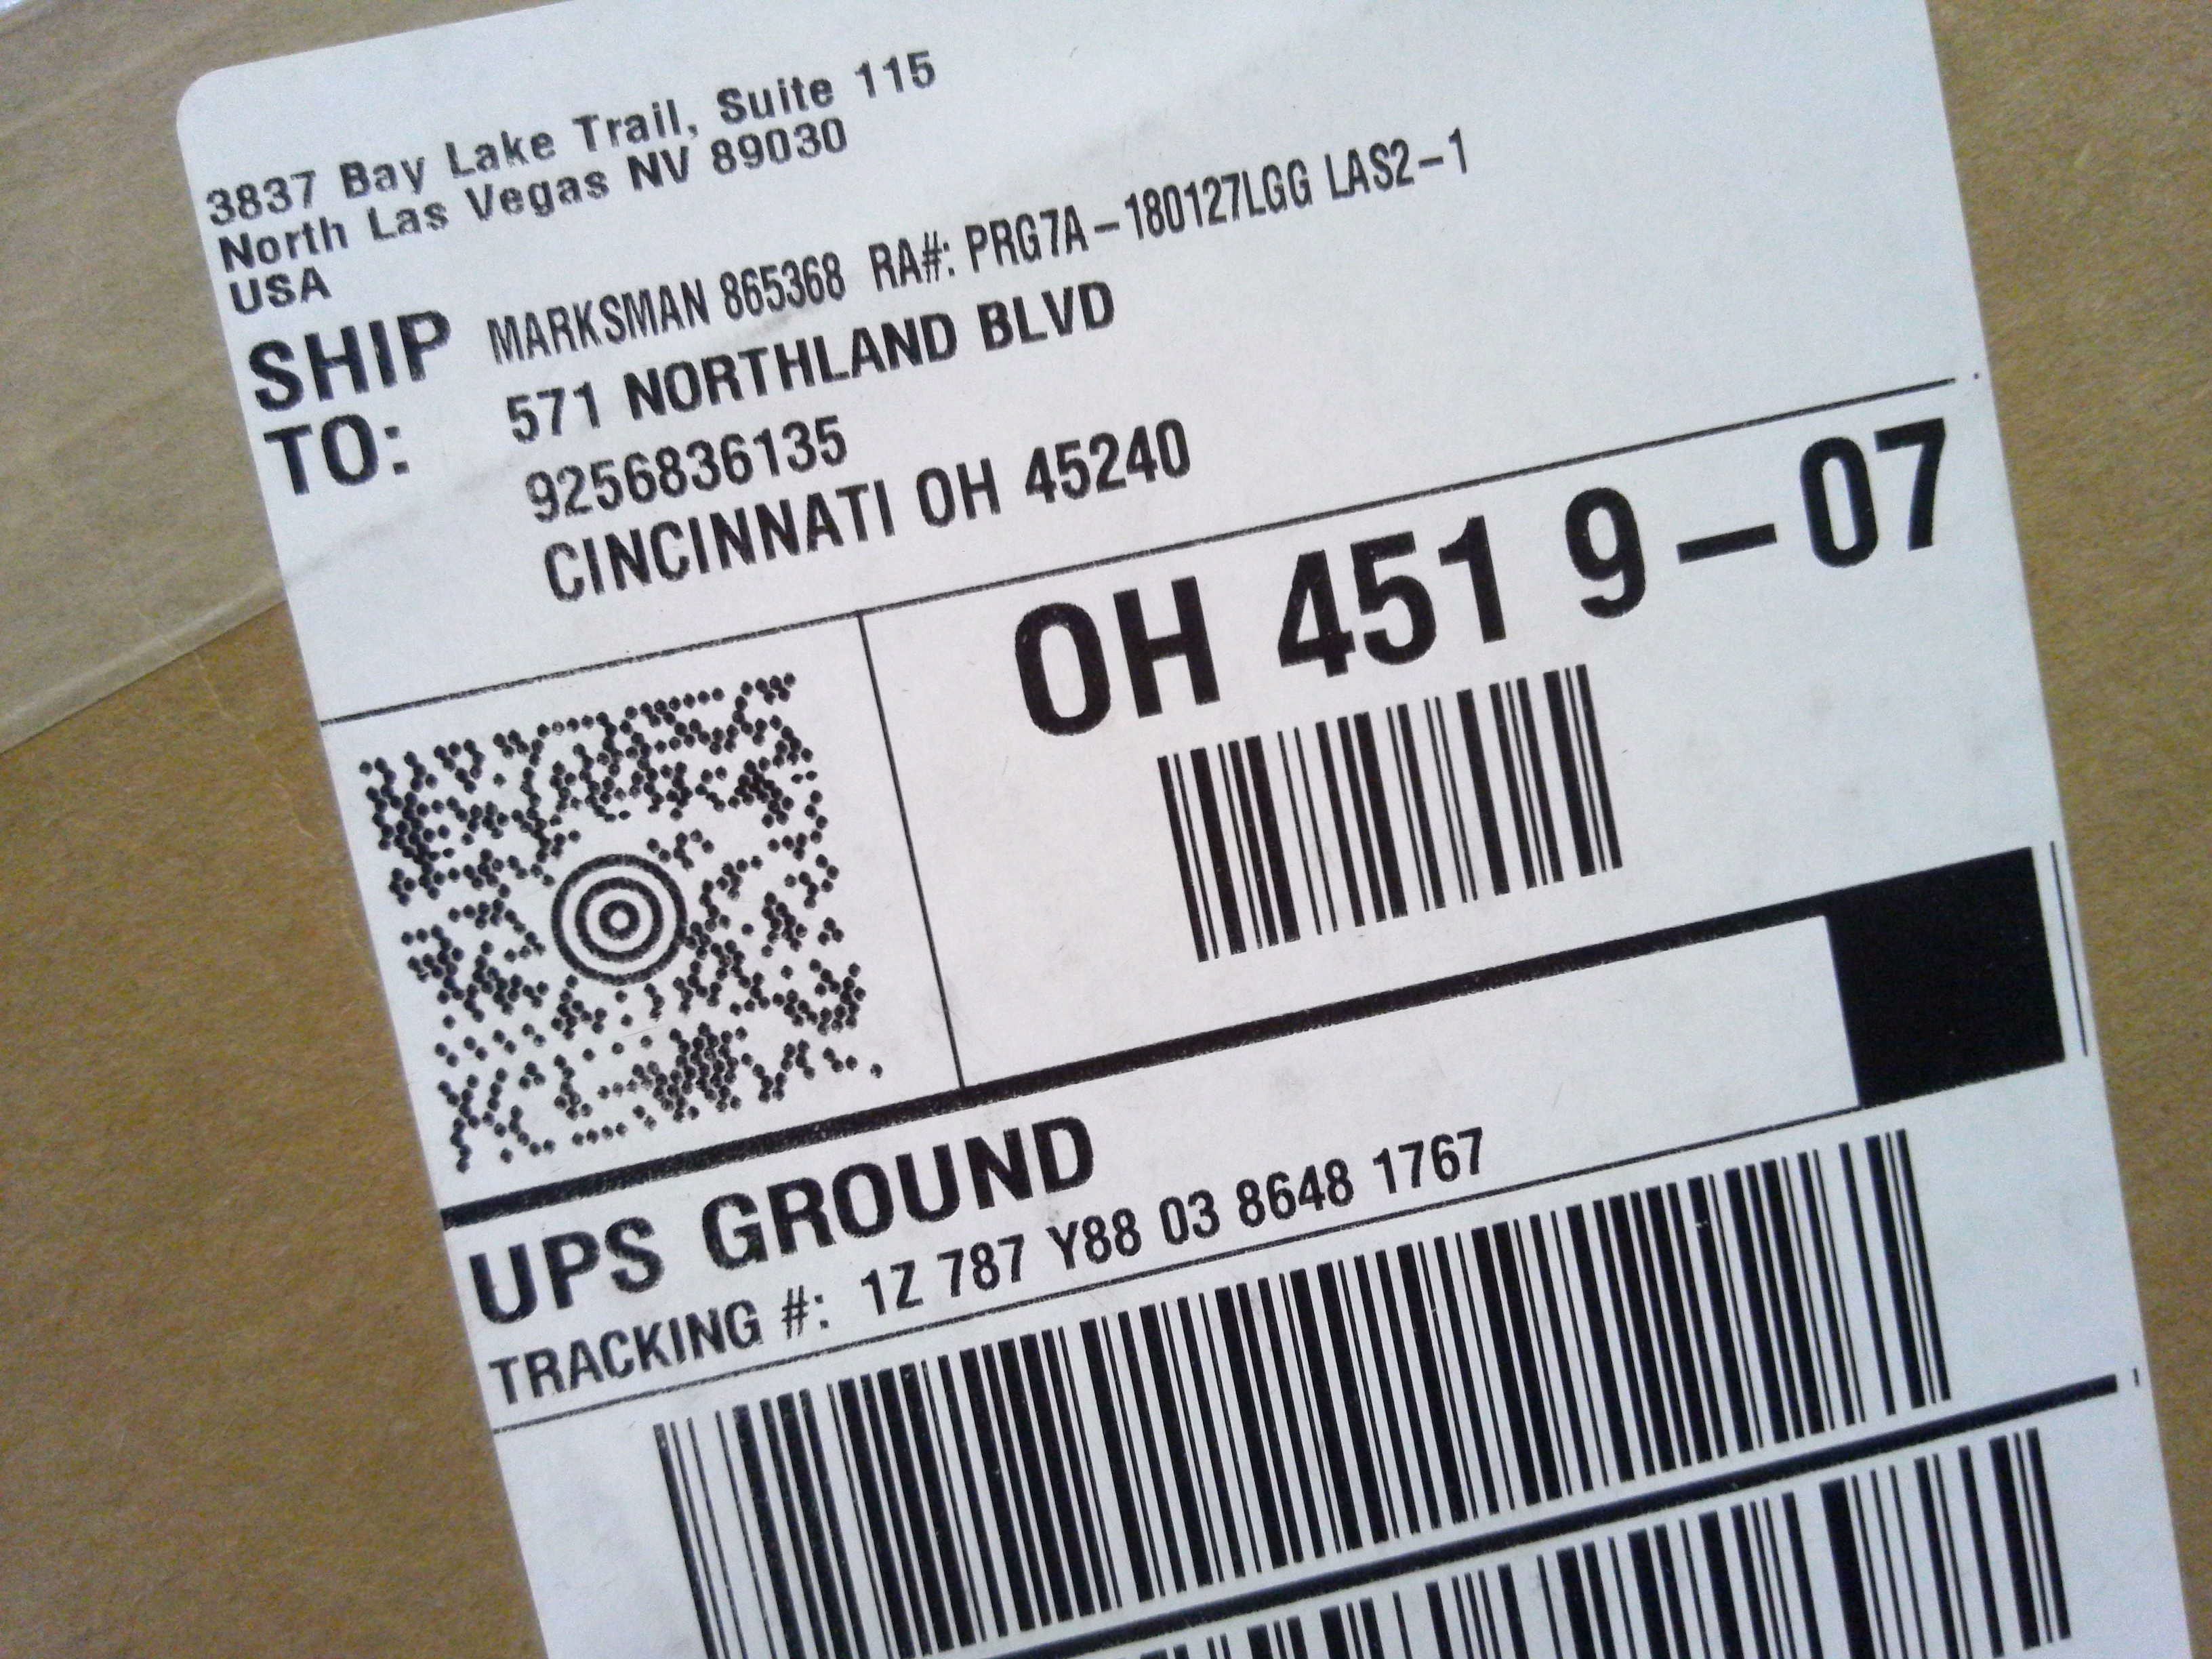 3837 Bay Lake Trail, Suite 115
North Las Vegas NV 89030
USA
SHIP TO:
MARKSMAN 865368 RA#: PRG7A-180127LGG LAS2-1
571 NORTHLAND BLVD
9256836135
CINCINNATI OH 45240
OH 451 9-07
UPS GROUND
TRACKING #: 1Z 787 Y88 03 8648 1767